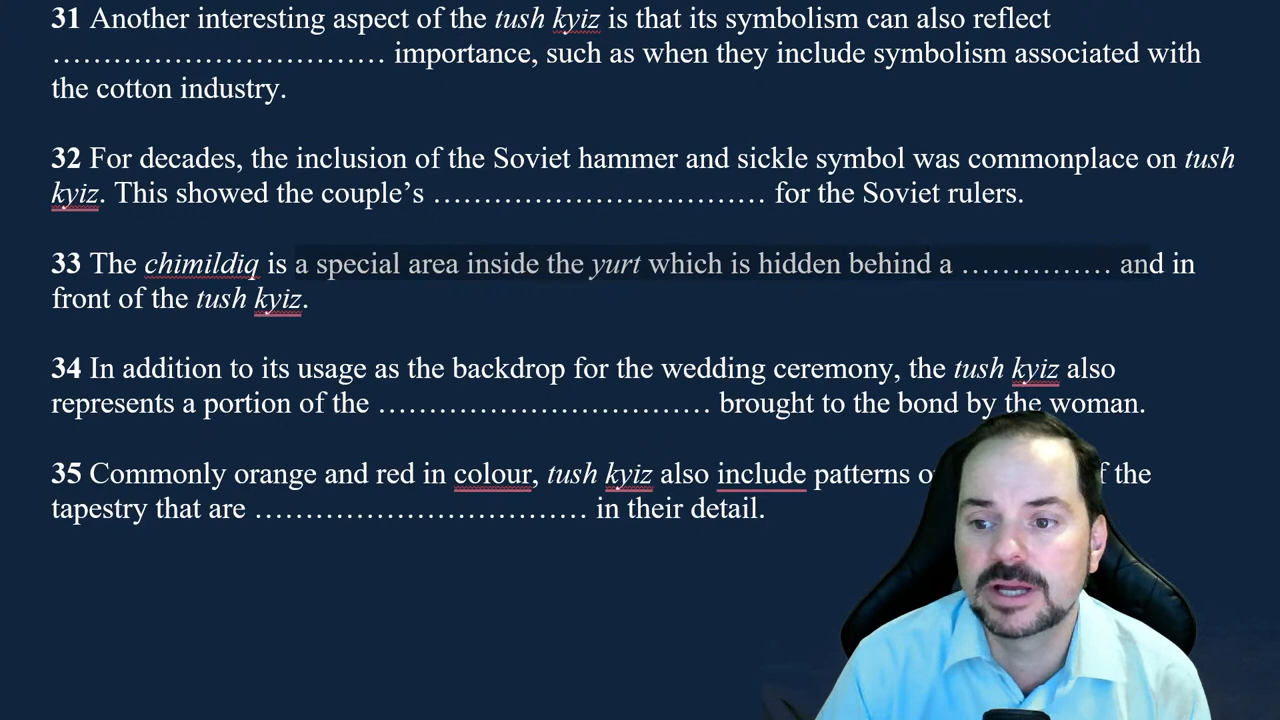 31 Another interesting aspect of the tush kyiz is that its symbolism can also reflect
…………………………… importance, such as when they include symbolism associated with
the cotton industry.
32 For decades, the inclusion of the Soviet hammer and sickle symbol was commonplace on tush
kyiz. This showed the couple’s …………………………… for the Soviet rulers.
33 The chimildiq is a special area inside the yurt which is hidden behind a …………… and in
front of the tush kyiz.
34 In addition to its usage as the backdrop for the wedding ceremony, the tush kyiz also
represents a portion of the …………………………… brought to the bond by the woman.
35 Commonly orange and red in colour, tush kyiz also include patterns the
tapestry that are …………………………… in their detail.